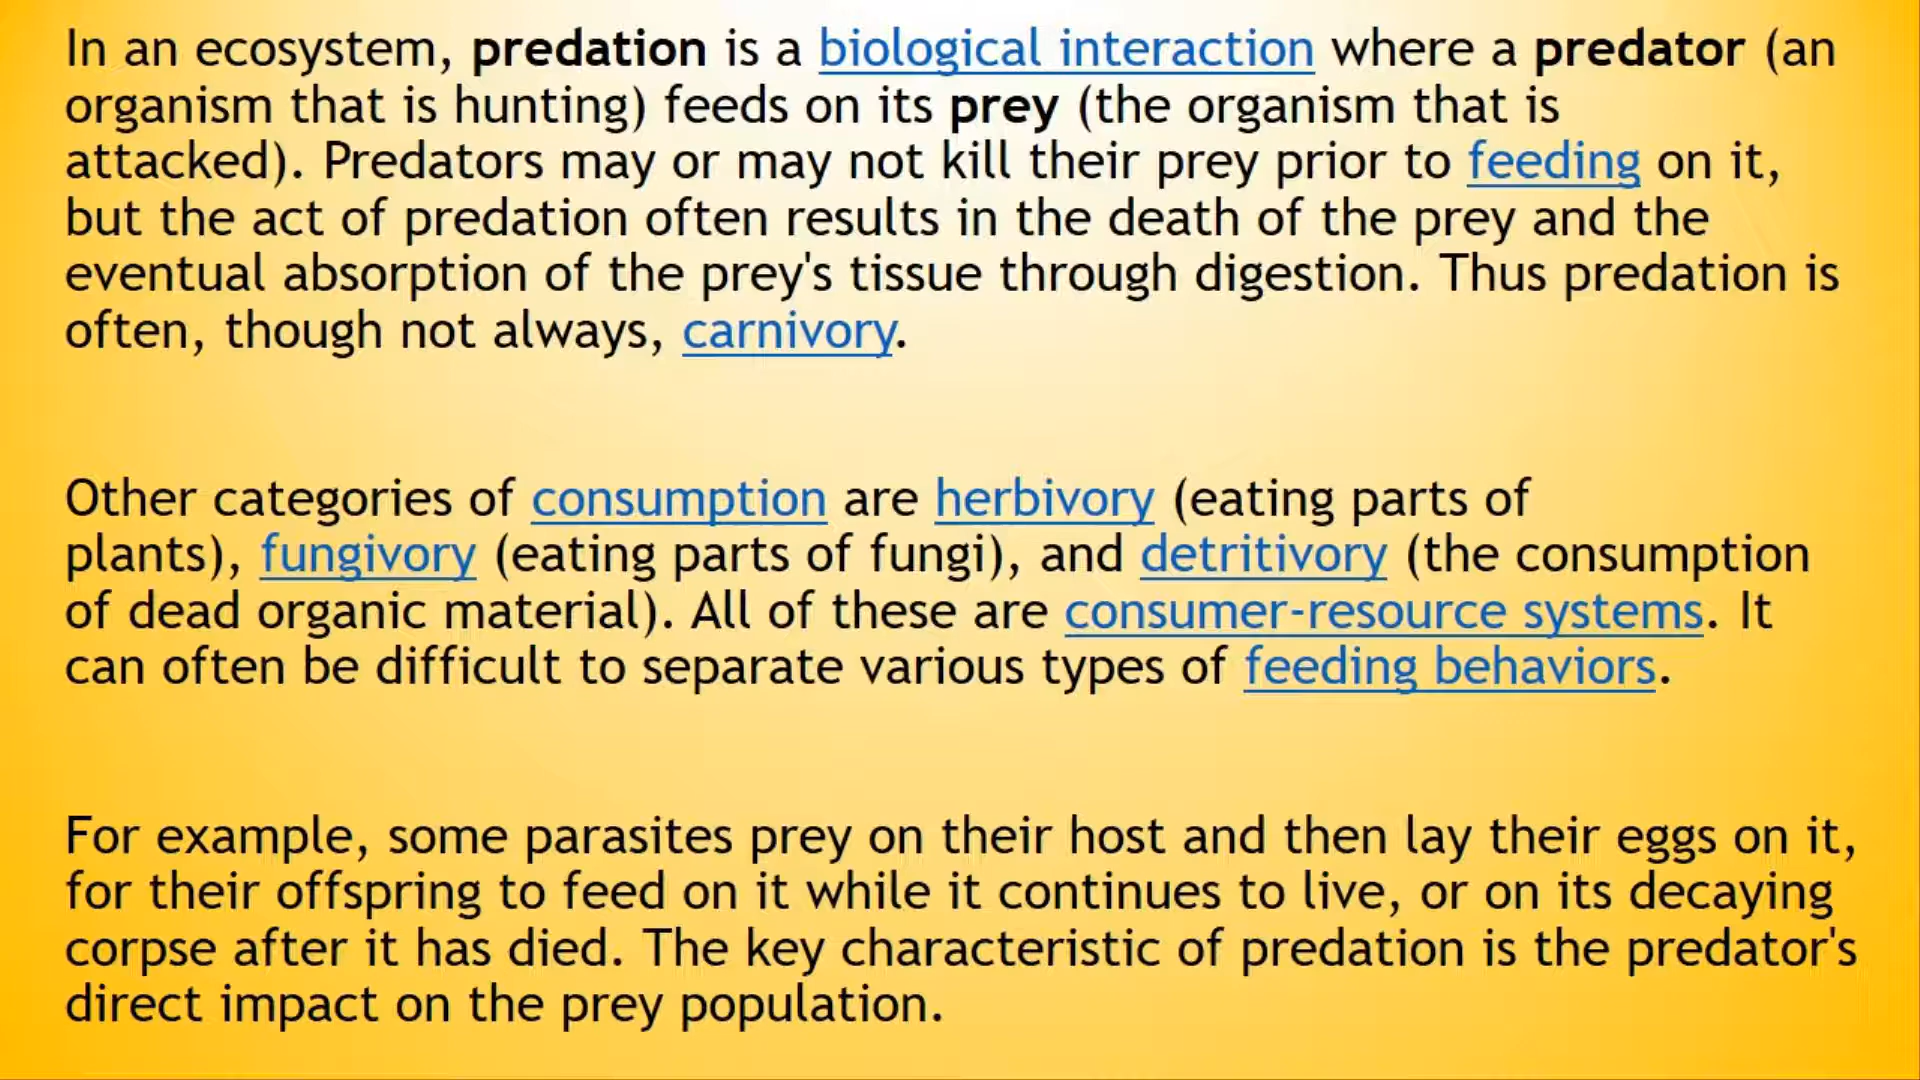 In an ecosystem, predation is a biological interaction where a predator (an
organism that is hunting) feeds on its prey (the organism that is
attacked). Predators may or may not kill their prey prior to feeding on it,
but the act of predation often results in the death of the prey and the
eventual absorption of the prey's tissue through digestion. Thus predation is
often, though not always, carnivory.
Other categories of consumption are herbivory (eating parts of
plants), fungivory (eating parts of fungi), and detritivory (the consumption
of dead organic material). All of these are consumer-resource systems. It
can often be difficult to separate various types of feeding behaviors.
For example, some parasites prey on their host and then lay their eggs on it,
for their offspring to feed on it while it continues to live, or on its decaying
corpse after it has died. The key characteristic of predation is the predator's
direct impact on the prey population.